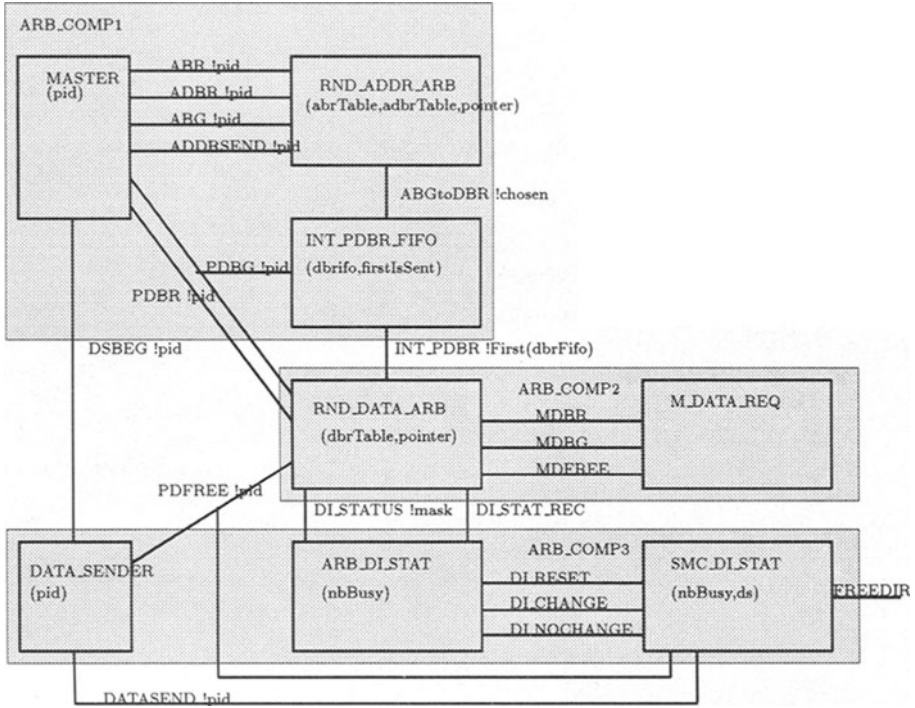 ARB_COMP1
MASTER
(pid)
ABR !pid
ADBR !pid
ABG !pid
ADDRSEND !pid
RND_ADDR_ARB
(abrTable,adbrTable,pointer)
ABGtoDBR !chosen
INT_PDBR_FIFO
(dbrifo,firstIsSent)
PDBG !pid
PDBR !pid
DSBEG !pid
INT_PDBR !First(dbrFifo)
ARB_COMP2
RND_DATA_ARB
(dbrTable,pointer)
MDBR
MDBG
MDFREE
M_DATA_REQ
PDFREE !pid
DI_STATUS !mask
DI_STAT_REC
ARB_COMP3
DATA_SENDER
(pid)
ARB_DI_STAT
(nbBusy)
DI_RESET
DI_CHANGE
DI_NOCHANGE
SMC_DI_STAT
(nbBusy,ds)
FREEDIR
DATASEND !pid